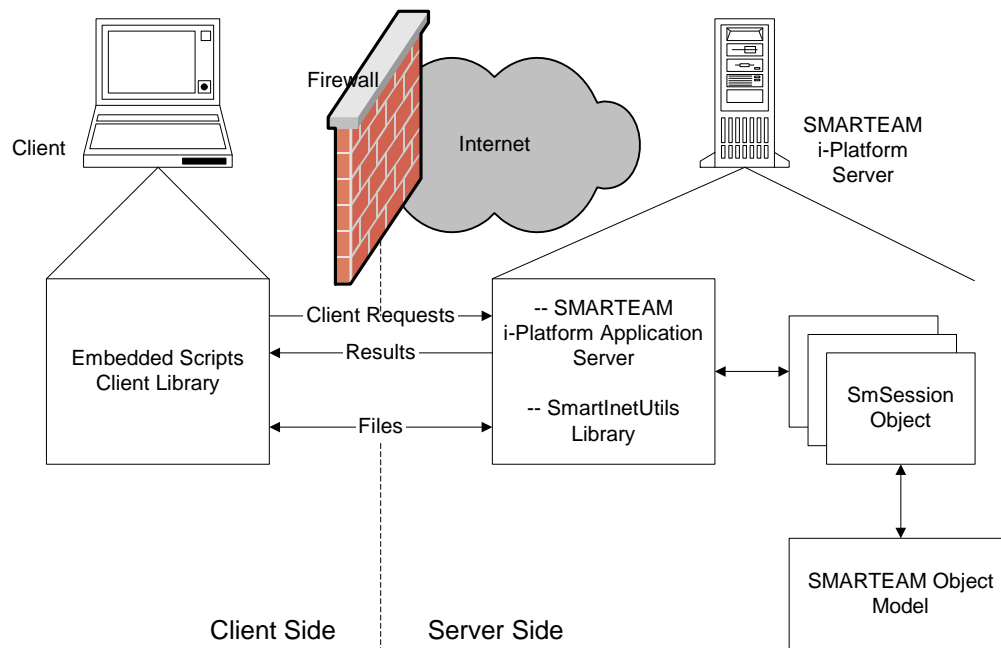 Firewall
Client
Internet
SMARTEAM
i-Platform
Server
Embedded Scripts
Client Library
Client Requests
Results
Files
-- SMARTEAM
i-Platform Application
Server
-- SmartInetUtils
Library
SmSession
Object
SMARTEAM Object
Model
Client Side
Server Side